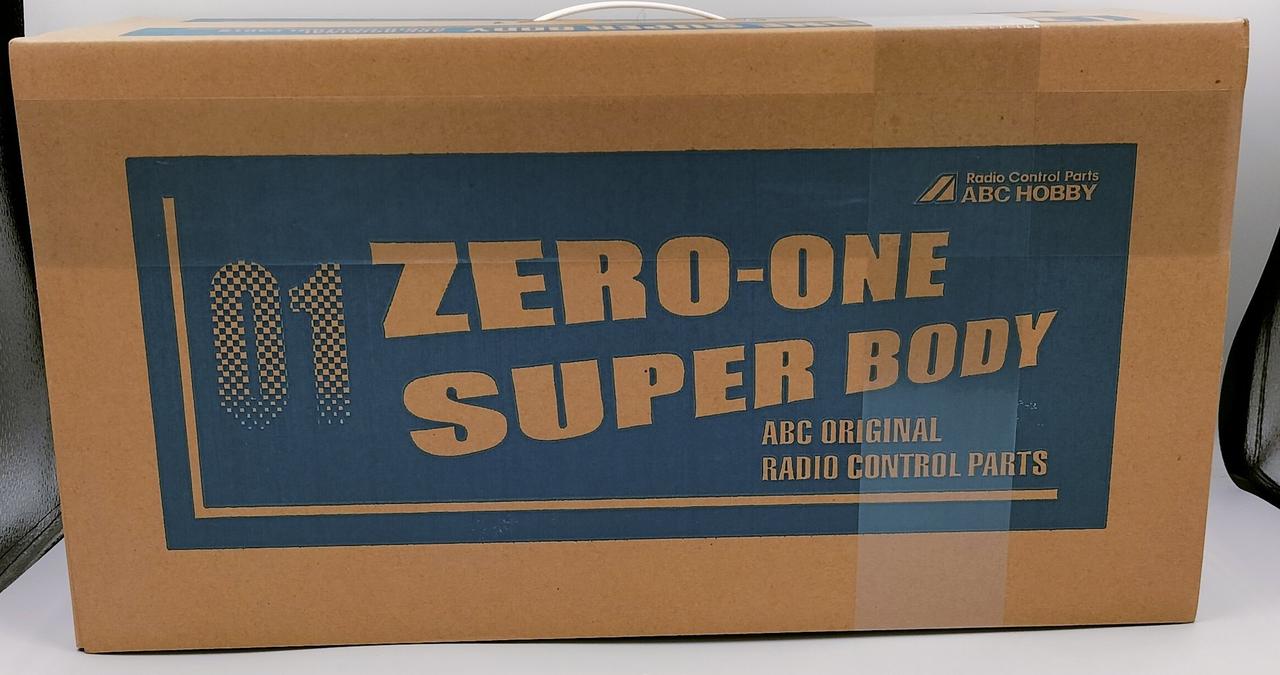 Radio Control Parts
ABC HOBBY
01
ZERO-ONE
SUPER BODY
ABC ORIGINAL
RADIO CONTROL PARTS